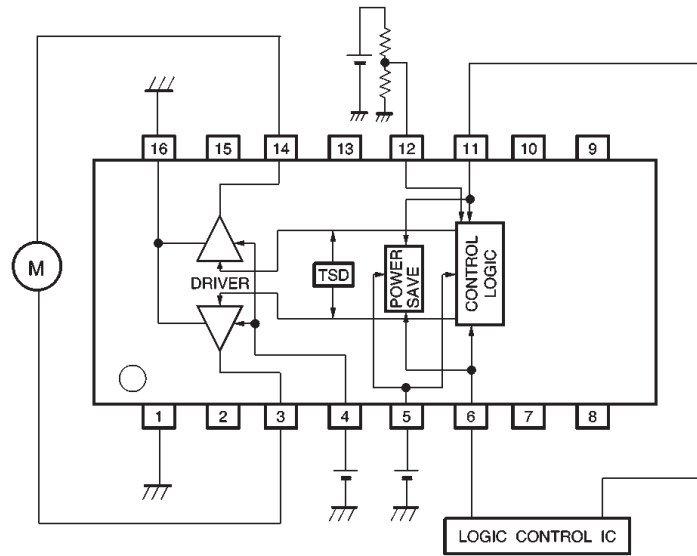 16 15 14 13 12 11 10 9
M
DRIVER
TSD
POWER
SAVE
CONTROL
LOGIC
1 2 3 4 5 6 7 8
LOGIC CONTROL IC